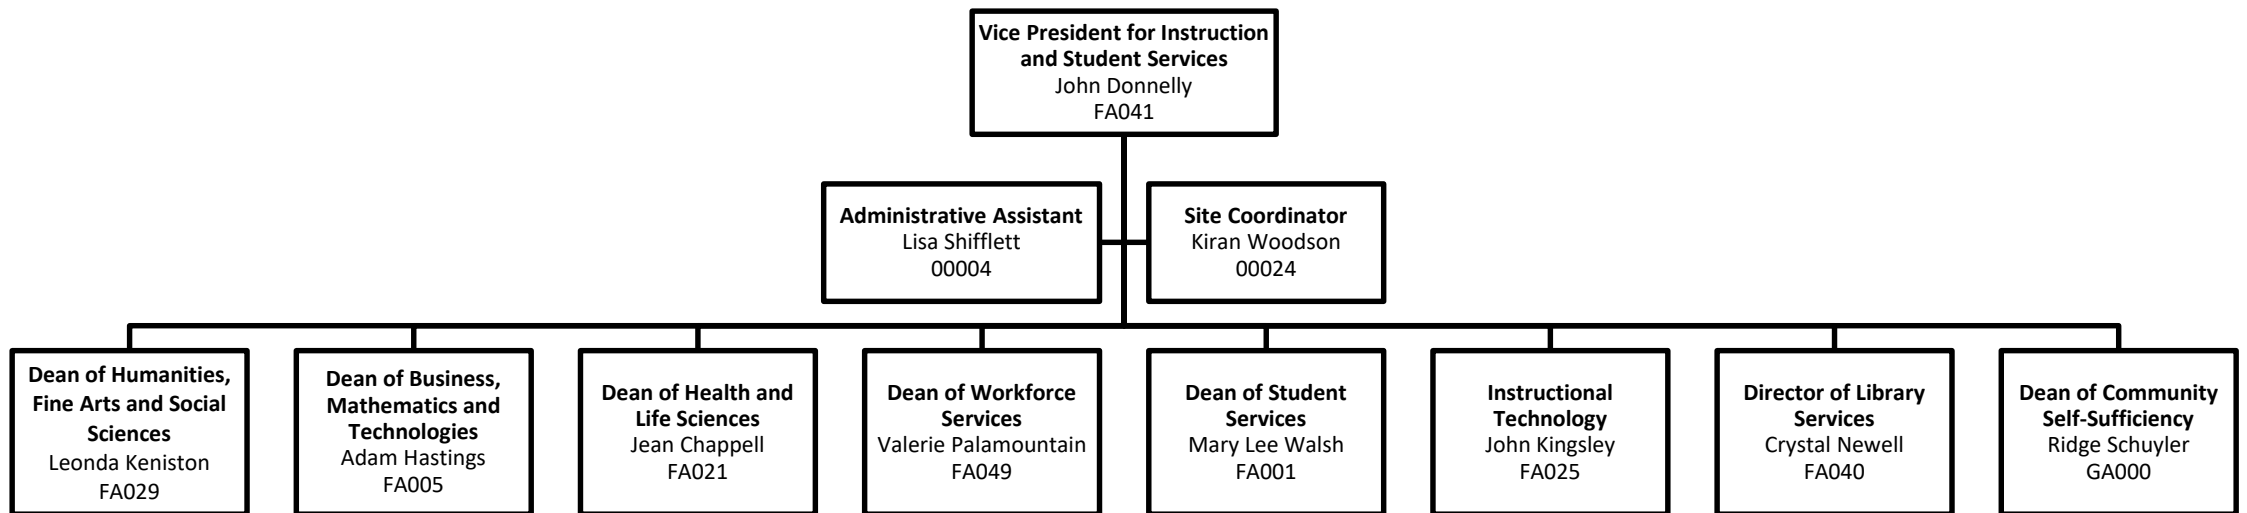 Vice President for Instruction
and Student Services
John Donnelly
FA041
Administrative Assistant
Lisa Shifflett
00004
Site Coordinator
Kiran Woodson
00024
Dean of Humanities,
Fine Arts and Social
Sciences
Leonda Keniston
FA029
Dean of Business,
Mathematics and
Technologies
Adam Hastings
FA005
Dean of Health and
Life Sciences
Jean Chappell
FA021
Dean of Workforce
Services
Valerie Palamountain
FA049
Dean of Student
Services
Mary Lee Walsh
FA001
Instructional
Technology
John Kingsley
FA025
Director of Library
Services
Crystal Newell
FA040
Dean of Community
Self-Sufficiency
Ridge Schuyler
GA000